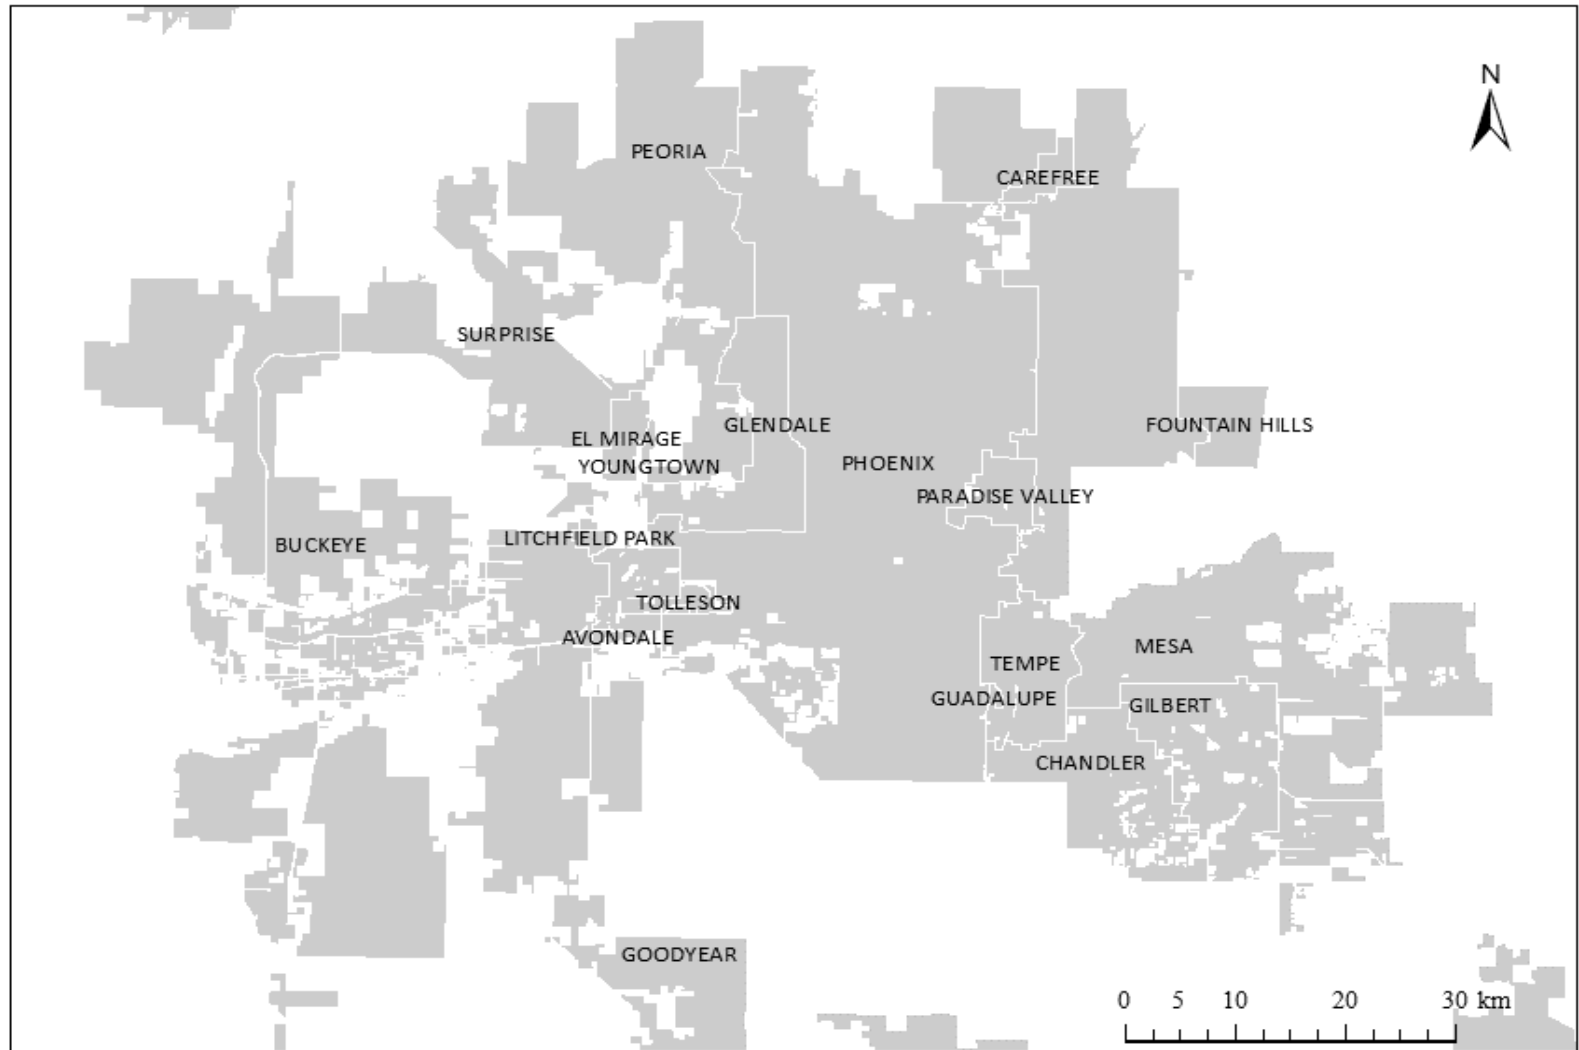 N
PEORIA
CAREFREE
SURPRISE
GLENDALE
FOUNTAIN HILLS
EL MIRAGE
YOUNGTOWN
PHOENIX
PARADISE VALLEY
LITCHFIELD PARK
BUCKEYE
TOLLESON
AVONDALE
MESA
TEMPE
GUADALUPE
GILBERT
CHANDLER
GOODYEAR
0 5 10 20 30 km